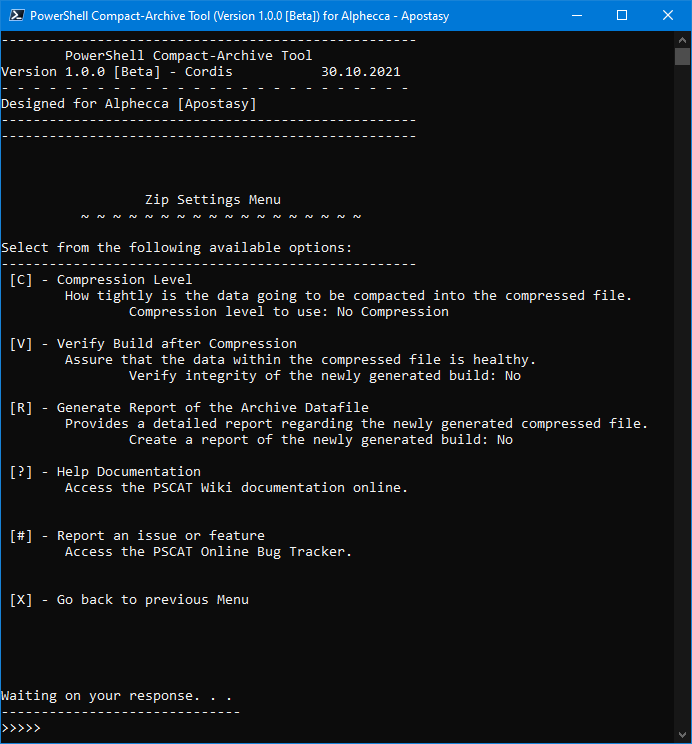 PowerShell Compact-Archive Tool (Version 1.0.0 [Beta]) for Alphecca - Apostasy
-----------------------------------------------------
PowerShell Compact-Archive Tool
Version 1.0.0 [Beta] - Cordis 30.10.2021
- - - - - - - - - - - - - - - - - - - - - - - - - -
Designed for Alphecca [Apostasy]
-----------------------------------------------------
-----------------------------------------------------
Zip Settings Menu
~ ~ ~ ~ ~ ~ ~ ~ ~ ~ ~ ~ ~ ~ ~ ~ ~ ~
Select from the following available options:
-----------------------------------------------------
[C] - Compression Level
How tightly is the data going to be compacted into the compressed file.
Compression level to use: No Compression
[V] - Verify Build after Compression
Assure that the data within the compressed file is healthy.
Verify integrity of the newly generated build: No
[R] - Generate Report of the Archive Datafile
Provides a detailed report regarding the newly generated compressed file.
Create a report of the newly generated build: No
[?] - Help Documentation
Access the PSCAT Wiki documentation online.
[#] - Report an issue or feature
Access the PSCAT Online Bug Tracker.
[X] - Go back to previous Menu
Waiting on your response. . .
------------------------------
>>>>>